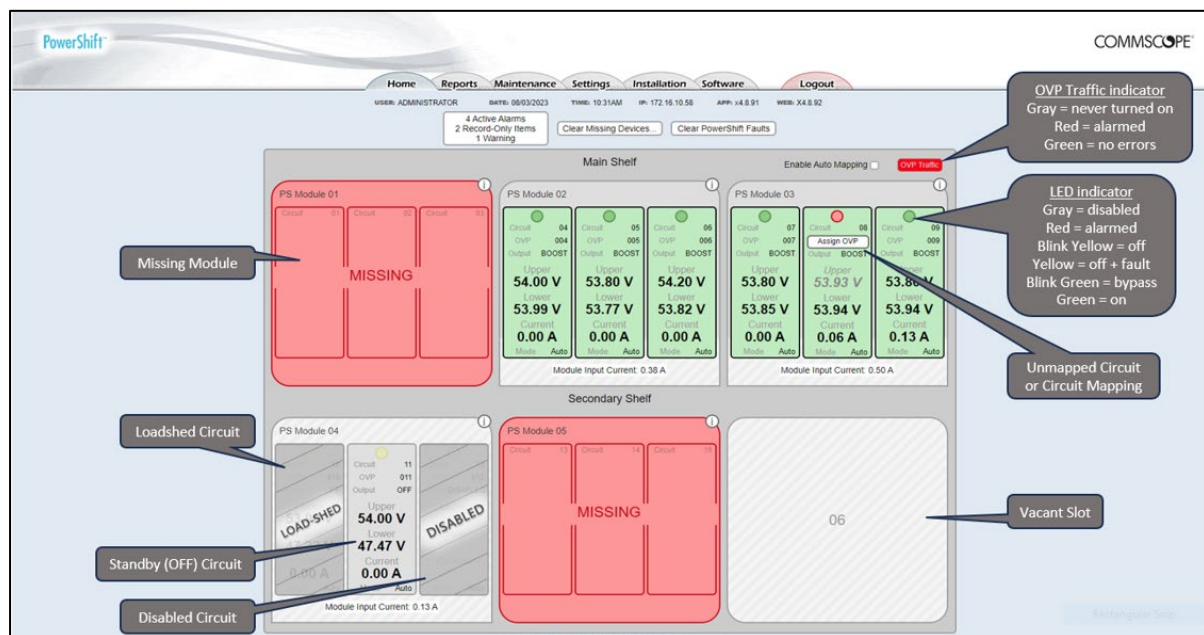 PowerShift™
COMMSCOPE®
Home Reports Maintenance Settings Installation Software Logout
USER: ADMINISTRATOR DATE: 08/03/2023 TIME: 10:31AM IP: 172.16.10.58 APP: x4.8.91 WEB: X4.8.92
4 Active Alarms
2 Record-Only Items
1 Warning
Clear Missing Devices... Clear PowerShift Faults
OVP Traffic indicator
Gray = never turned on
Red = alarmed
Green = no errors
Main Shelf
Enable Auto Mapping OVP Traffic
PS Module 01
Circuit 01 Circuit 02 Circuit 03
MISSING
Missing Module
PS Module 02
Circuit 04 Circuit 05 Circuit 06
OVP 004 OVP 005 OVP 006
Output BOOST Output BOOST Output BOOST
Upper Upper Upper
54.00 V 53.80 V 54.20 V
Lower Lower Lower
53.99 V 53.77 V 53.82 V
Current Current Current
0.00 A 0.00 A 0.00 A
Mode Auto Mode Auto Mode Auto
Module Input Current: 0.38 A
PS Module 03
Circuit 07 Circuit 08 Circuit 09
OVP 007 Assign OVP OVP 009
Output BOOST Output BOOST Output BOOST
Upper Upper Upper
53.80 V 53.93 V
Lower Lower
53.85 V 53.94 V V
Current Current Current
0.00 A 0.06 A 0.13 A
Mode Auto Mode Auto Mode Auto
Module Input Current: 0.50 A
LED indicator
Gray = disabled
Red = alarmed
Blink Yellow = off
Yellow = off + fault
Blink Green = bypass
Green = on
Unmapped Circuit
or Circuit Mapping
Secondary Shelf
Loadshed Circuit
PS Module 04
LOAD-SHED
0.00 A
Circuit 11
OVP 011
Output OFF
Upper
54.00 V
Lower
47.47 V
Current
0.00 A
Auto
DISABLED
Module Input Current: 0.13 A
Standby (OFF) Circuit
Disabled Circuit
PS Module 05
Circuit 13 Circuit 14 Circuit 15
MISSING
06
Vacant Slot